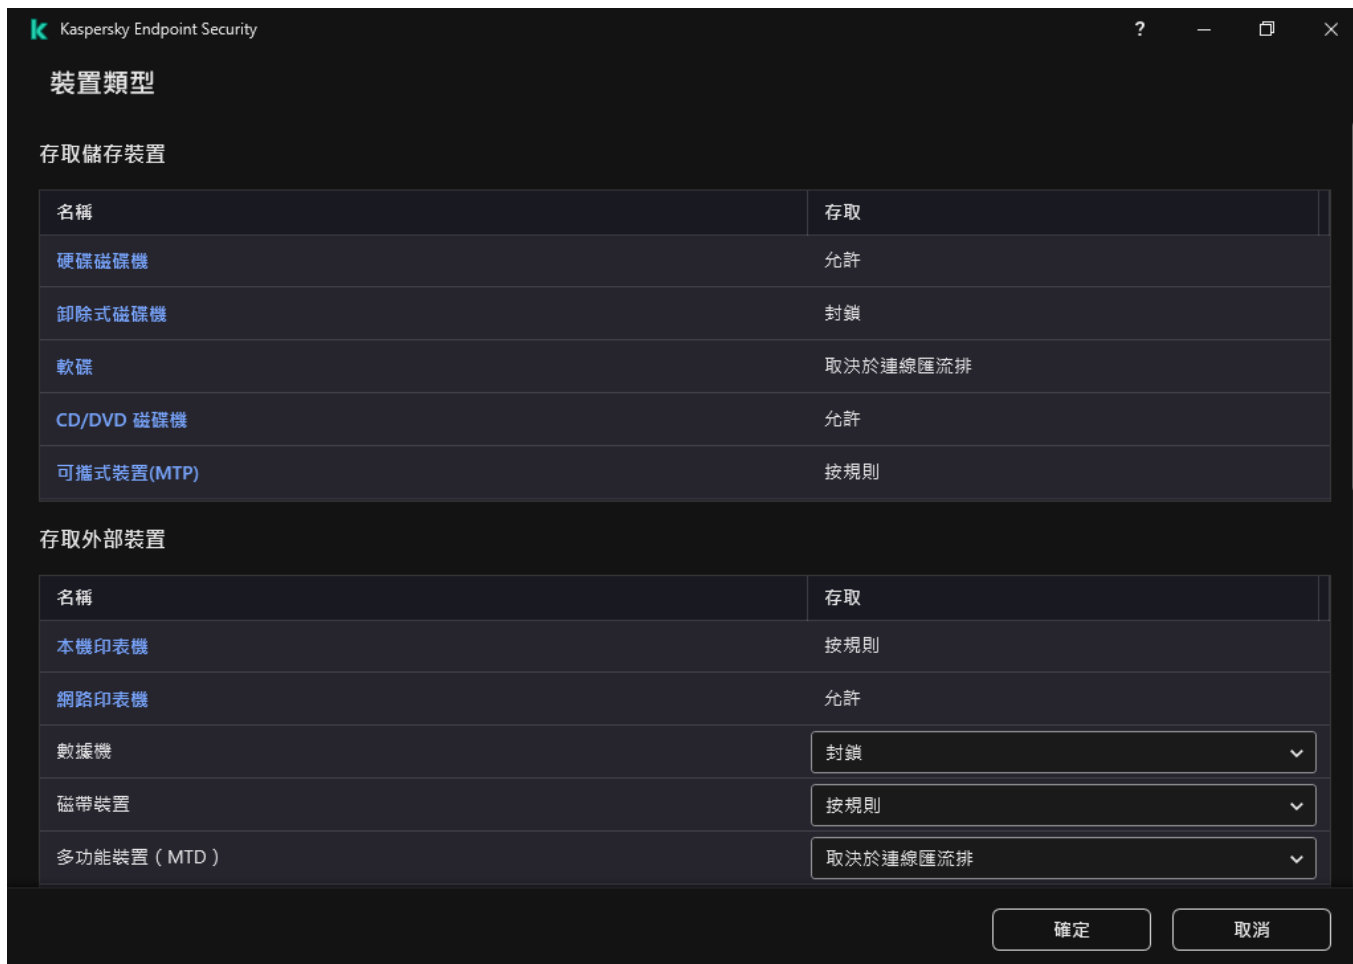 Kaspersky Endpoint Security
裝置類型
存取儲存裝置
名稱 存取
硬碟磁碟機 允許
卸除式磁碟機 封鎖
軟碟 取決於連線匯流排
CD/DVD 磁碟機 允許
可攜式裝置(MTP) 按規則
存取外部裝置
名稱 存取
本機印表機 按規則
網路印表機 允許
數據機 封鎖
磁帶裝置 按規則
多功能裝置（MTD） 取決於連線匯流排
確定 取消